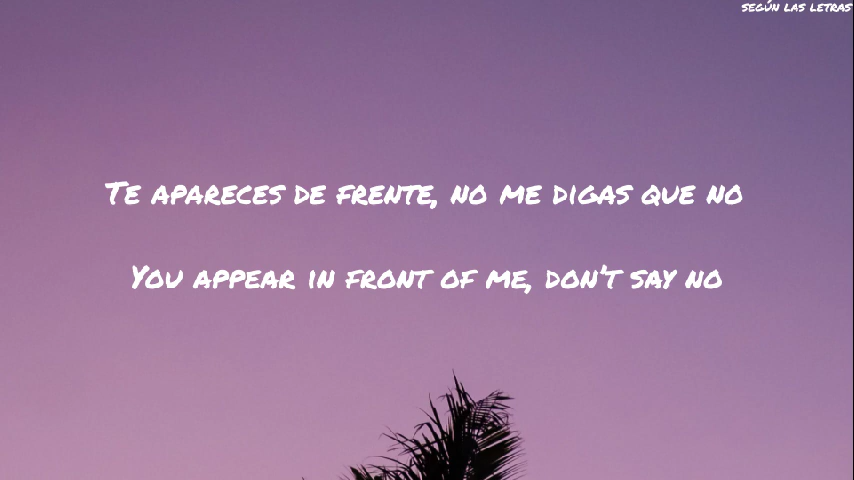 SEGÚN LAS LETRAS
TE APARECES DE FRENTE, NO ME DIGAS QUE NO
YOU APPEAR IN FRONT OF ME, DON'T SAY NO